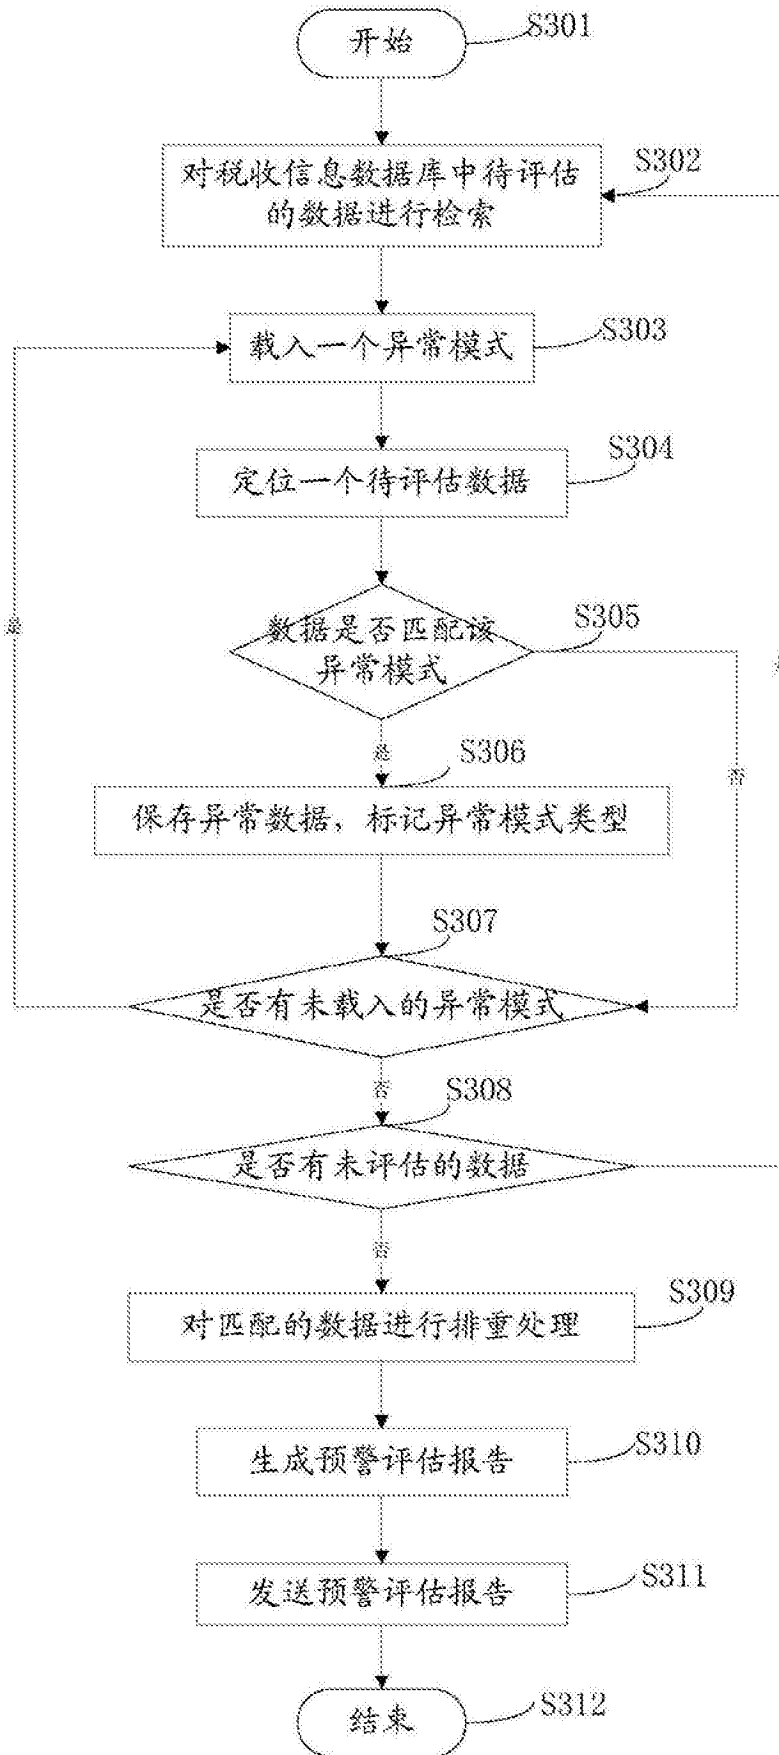 开始
S301
对税收信息数据库中待评估
的数据进行检索
S302
载入一个异常模式
S303
定位一个待评估数据
S304
数据是否匹配该
异常模式
S305
是
否
是
保存异常数据，标记异常模式类型
S306
是否有未载入的异常模式
S307
否
是否有未评估的数据
S308
否
对匹配的数据进行排重处理
S309
生成预警评估报告
S310
发送预警评估报告
S311
结束
S312